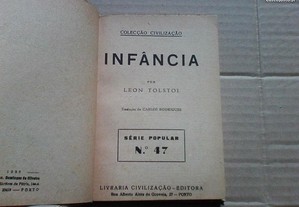 COLECÇÃO CIVILIZAÇÃO
INFÂNCIA
POR
LEON TOLSTOI
SÉRIE POPULAR
N.º 47
LIVRARIA CIVILIZAÇÃO - EDITORA
PORTO